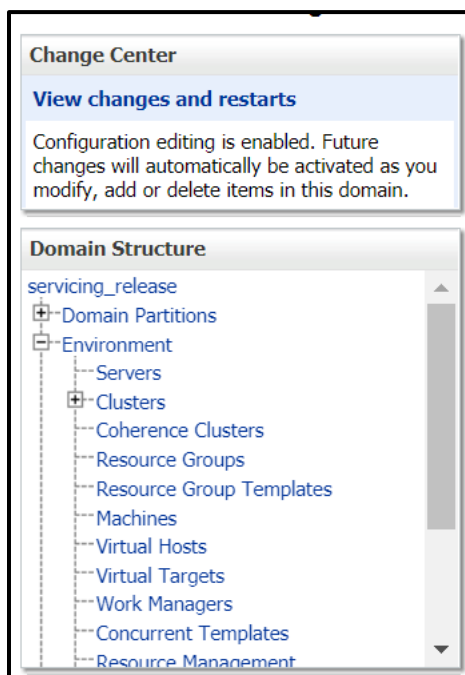 Change Center
View changes and restarts
Configuration editing is enabled. Future
changes will automatically be activated as you
modify, add or delete items in this domain.
Domain Structure
servicing_release
Domain Partitions
Environment
Servers
Clusters
Coherence Clusters
Resource Groups
Resource Group Templates
Machines
Virtual Hosts
Virtual Targets
Work Managers
Concurrent Templates
Resource Management